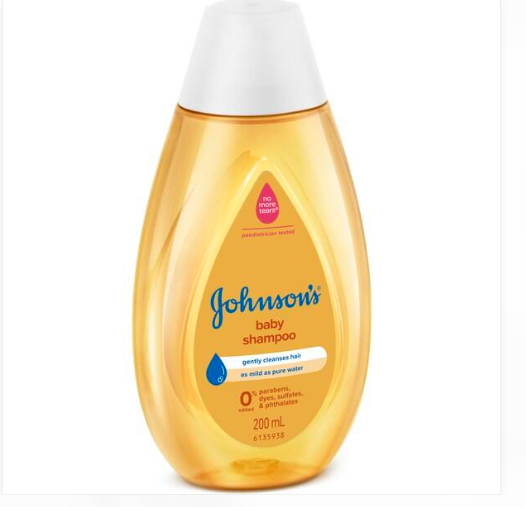 no
more
tears®
paediatrician tested
Johnson's®
baby
shampoo
gently cleanses hair
as mild as pure water
0% parabens,
added dyes, sulfates,
& phthalates
200 mL
6135938